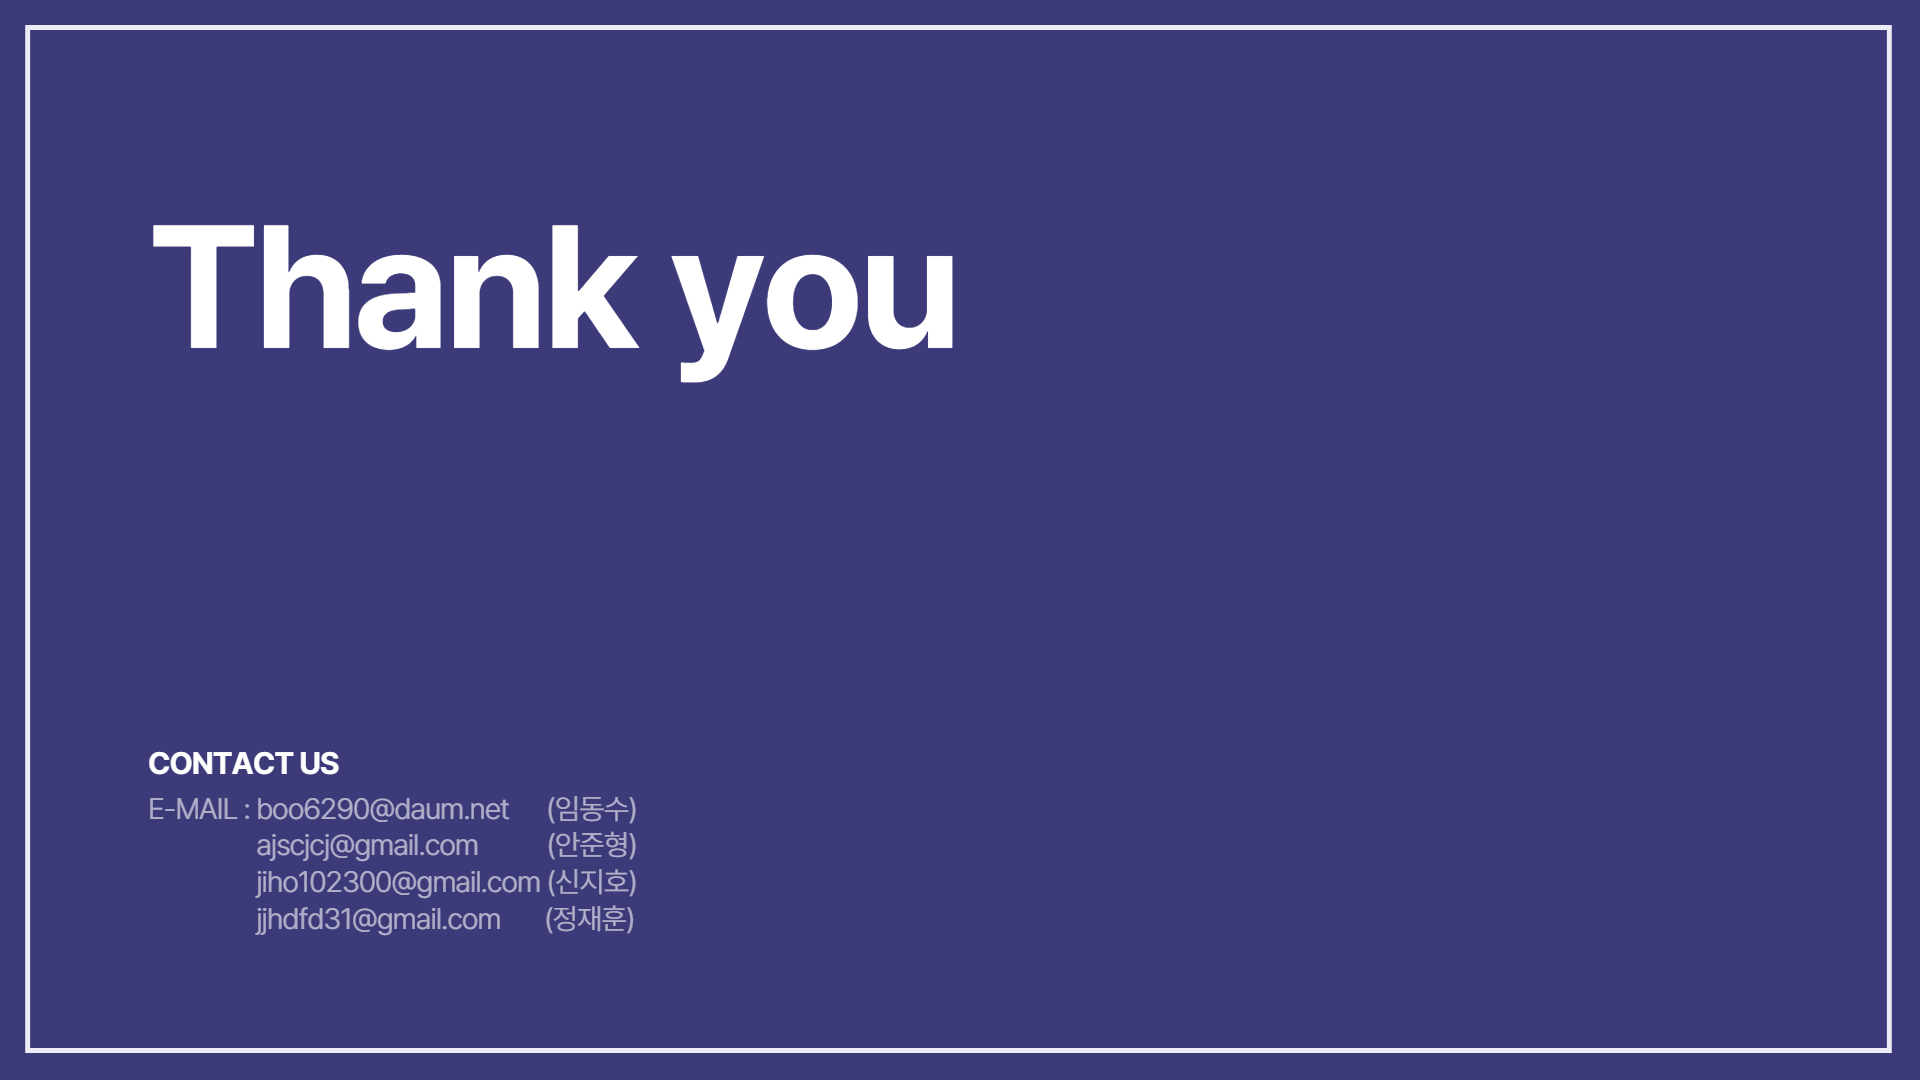 Thank you
CONTACT US
E-MAIL : boo6290@daum.net (임동수)
ajscjcj@gmail.com (안준형)
jiho102300@gmail.com (신지호)
jjhdfd31@gmail.com (정재훈)